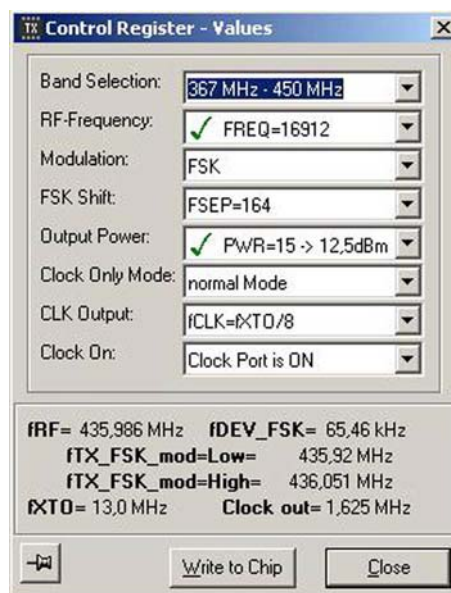 TX Control Register - Values
Band Selection: 367 MHz - 450 MHz
RF-Frequency: FREQ=16912
Modulation: FSK
FSK Shift: FSEP=164
Output Power: PWR=15 -> 12,5dBm
Clock Only Mode: normal Mode
CLK Output: fCLK=fXTO/8
Clock On: Clock Port is ON
fRF= 435,986 MHz fDEV_FSK= 65,46 kHz
fTX_FSK_mod=Low= 435,92 MHz
fTX_FSK_mod=High= 436,051 MHz
fXTO= 13,0 MHz Clock out= 1,625 MHz
Write to Chip Close